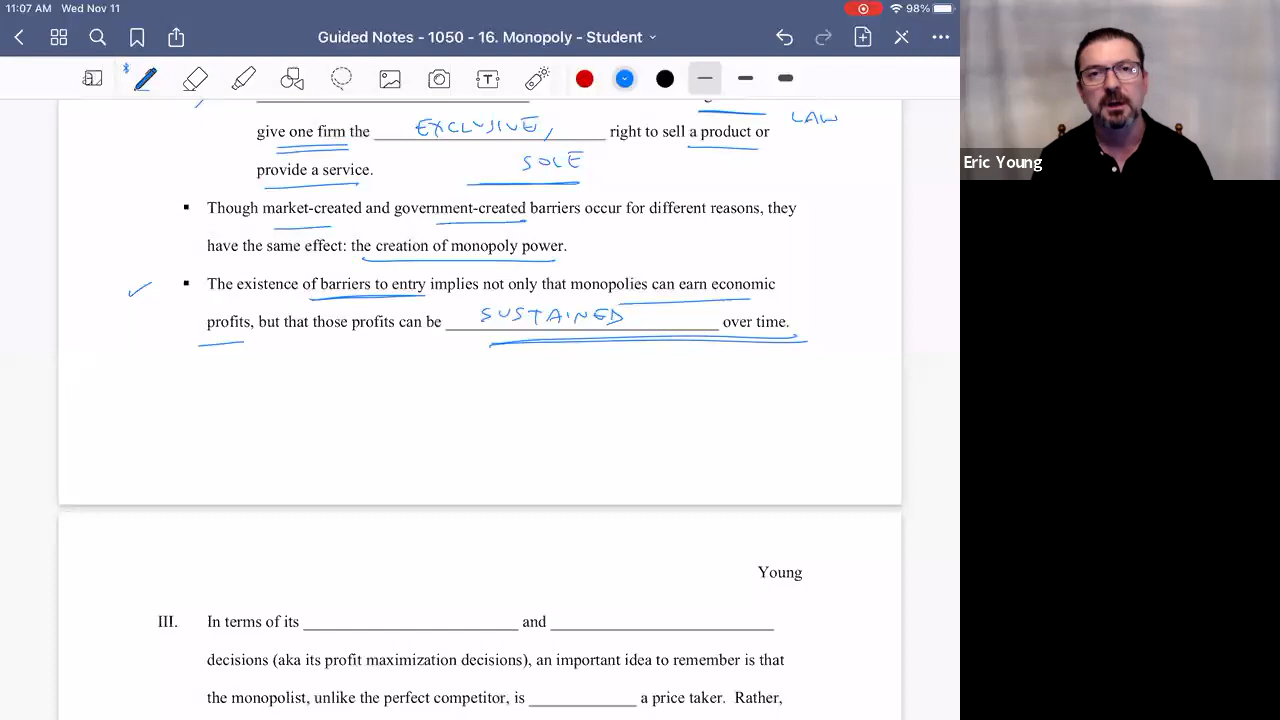 11:07 AM Wed Nov 11
98%
Guided Notes - 1050 - 16. Monopoly - Student
T
LAW
give one firm the EXCLUSIVE, right to sell a product or
SOLE
provide a service.
Eric Young
▪ Though market-created and government-created barriers occur for different reasons, they
have the same effect: the creation of monopoly power.
▪ The existence of barriers to entry implies not only that monopolies can earn economic
profits, but that those profits can be SUSTAINED over time.
Young
III. In terms of its ____________ and ____________
decisions (aka its profit maximization decisions), an important idea to remember is that
the monopolist, unlike the perfect competitor, is ____________ a price taker. Rather,